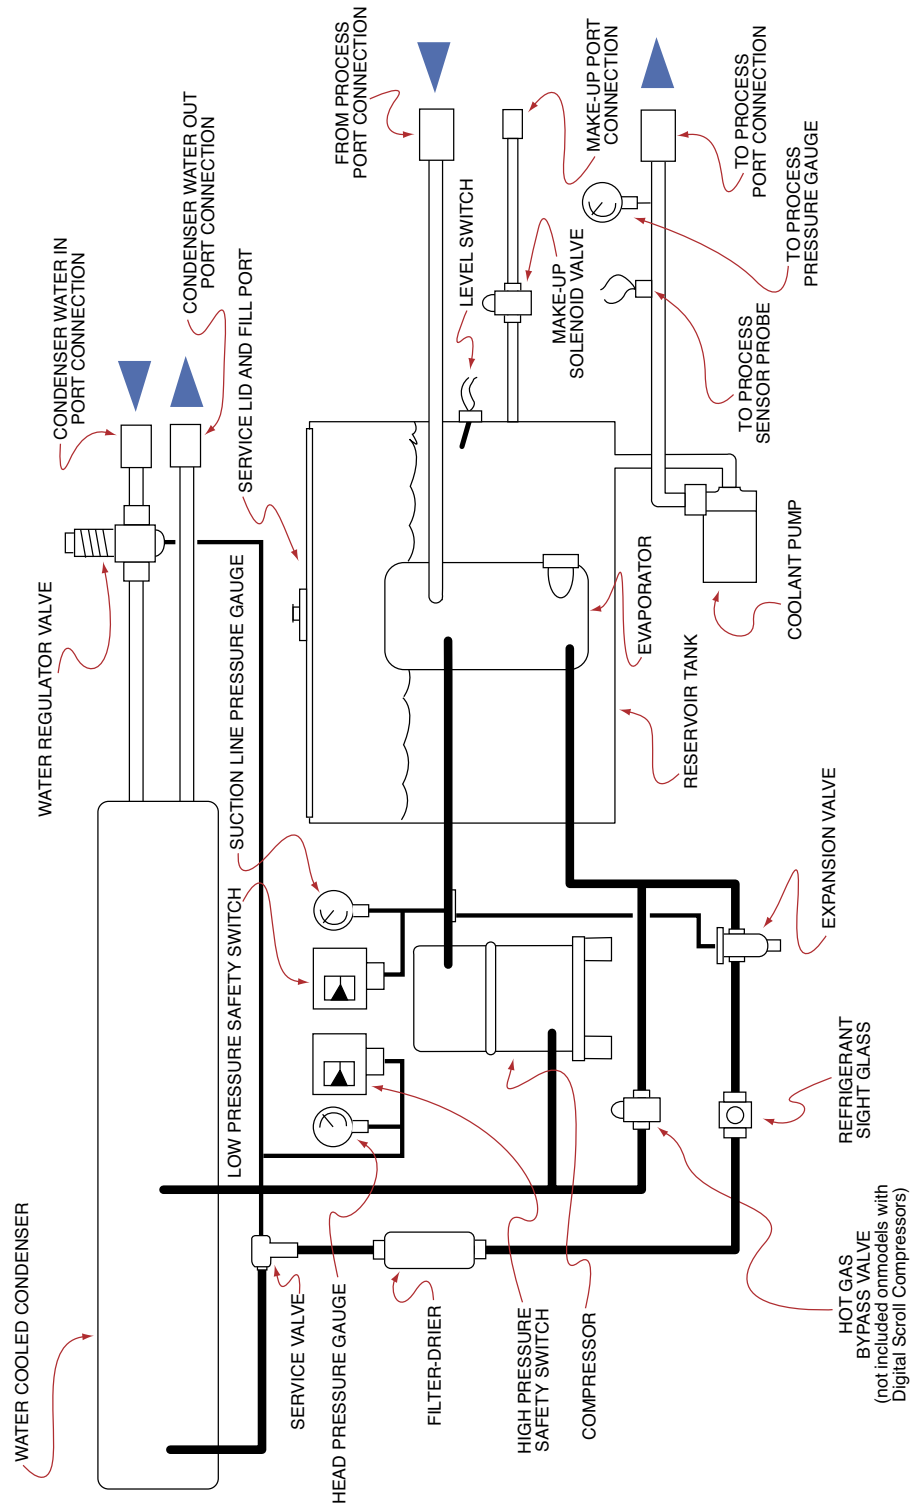 WATER COOLED CONDENSER
WATER REGULATOR VALVE
CONDENSER WATER IN
PORT CONNECTION
CONDENSER WATER OUT
PORT CONNECTION
SERVICE LID AND FILL PORT
SUCTION LINE PRESSURE GAUGE
LOW PRESSURE SAFETY SWITCH
SERVICE VALVE
HEAD PRESSURE GAUGE
FROM PROCESS
PORT CONNECTION
LEVEL SWITCH
FILTER-DRIER
HIGH PRESSURE
SAFETY SWITCH
COMPRESSOR
MAKE-UP
SOLENOID VALVE
MAKE-UP PORT
CONNECTION
EVAPORATOR
RESERVOIR TANK
TO PROCESS
SENSOR PROBE
TO PROCESS
PORT CONNECTION
COOLANT PUMP
TO PROCESS
PRESSURE GAUGE
EXPANSION VALVE
REFRIGERANT
SIGHT GLASS
HOT GAS
BYPASS VALVE
(not included onmodels with
Digital Scroll Compressors)